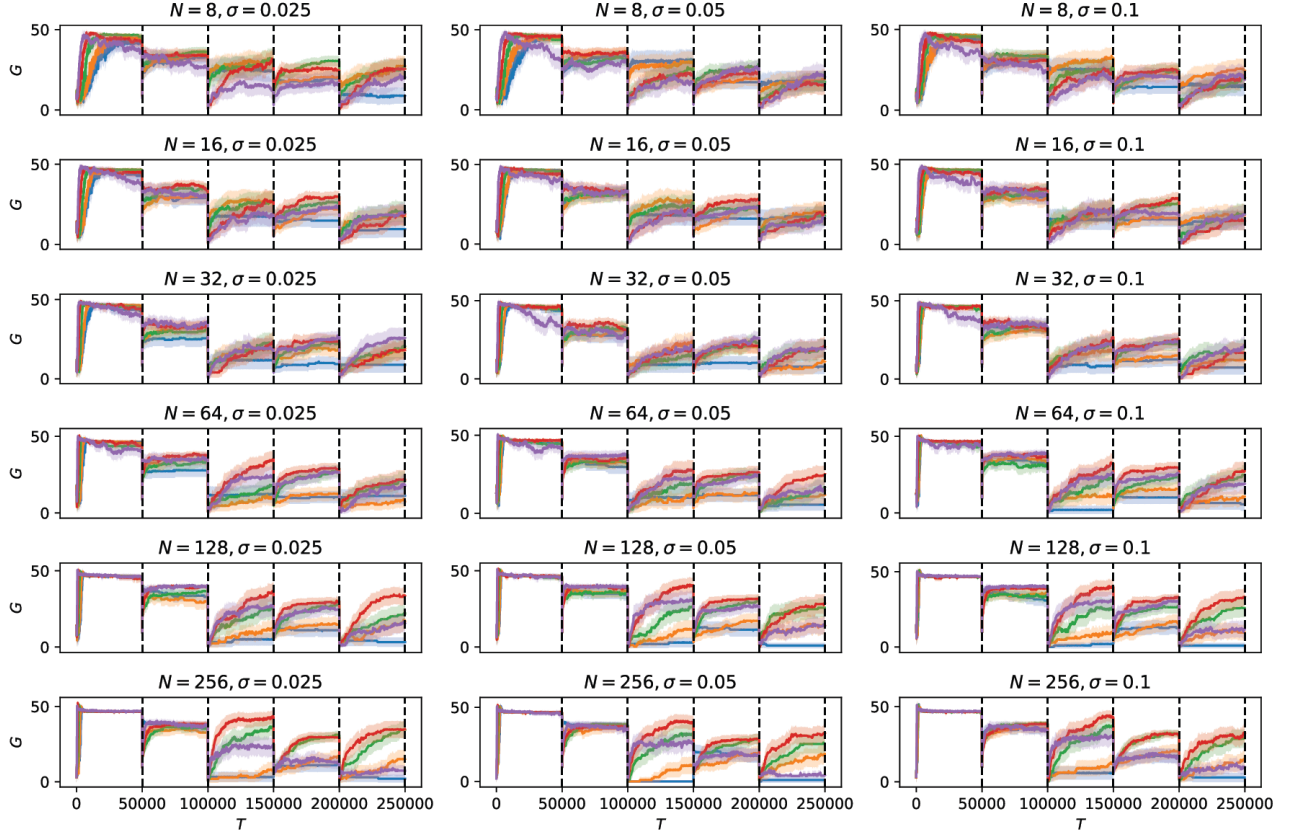 N = 8, σ = 0.025 N = 8, σ = 0.05 N = 8, σ = 0.1
50
G
0
N = 16, σ = 0.025 N = 16, σ = 0.05 N = 16, σ = 0.1
50
G
0
N = 32, σ = 0.025 N = 32, σ = 0.05 N = 32, σ = 0.1
50
G
0
N = 64, σ = 0.025 N = 64, σ = 0.05 N = 64, σ = 0.1
50
G
0
N = 128, σ = 0.025 N = 128, σ = 0.05 N = 128, σ = 0.1
50
G
0
N = 256, σ = 0.025 N = 256, σ = 0.05 N = 256, σ = 0.1
50
G
0
0 50000 100000 150000 200000 250000 0 50000 100000 150000 200000 250000 0 50000 100000 150000 200000 250000
T T T